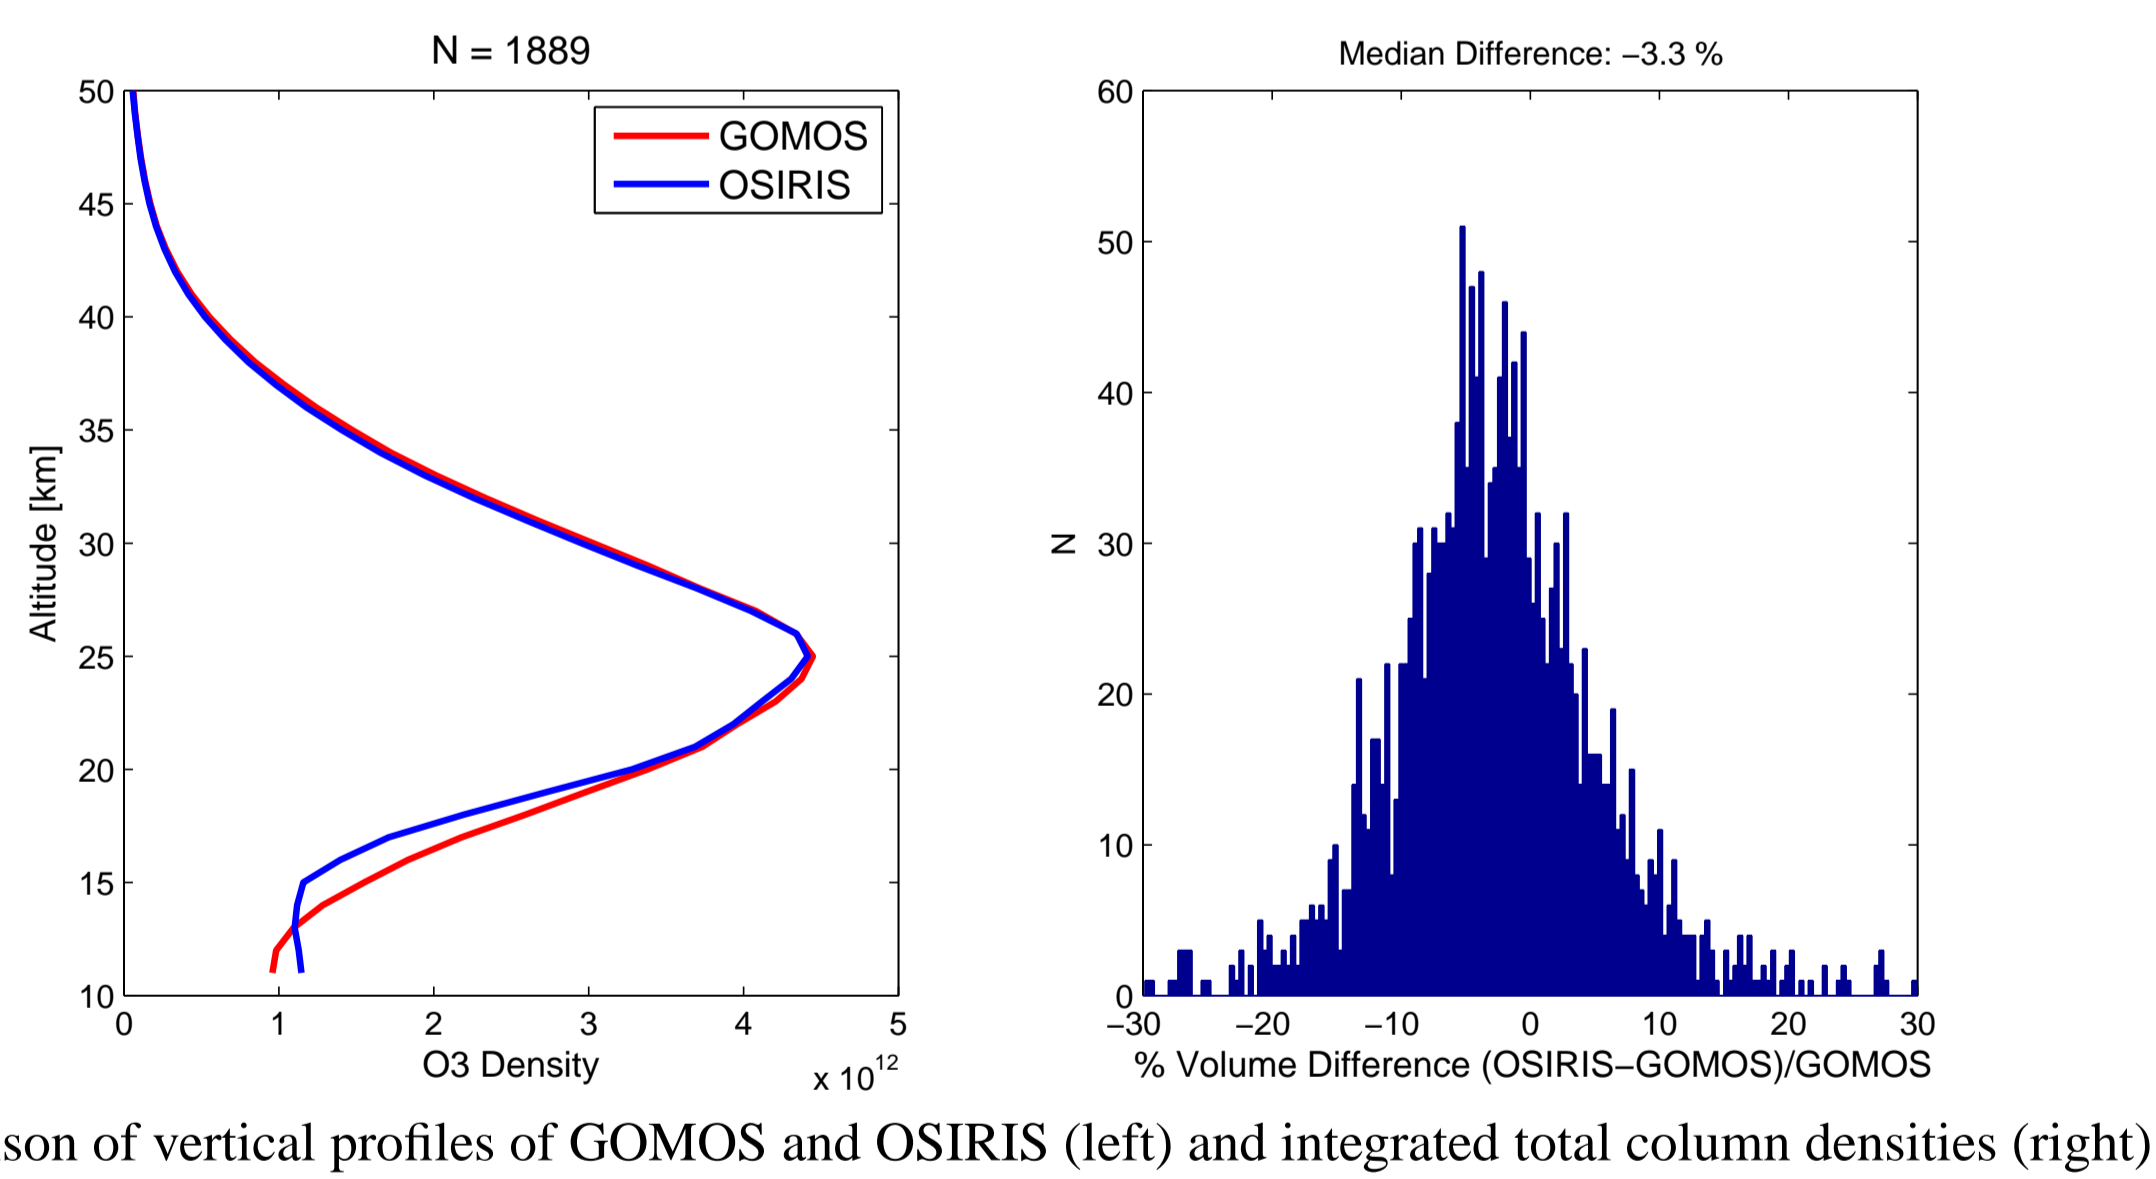 N = 1889
50
45
40
35
30
25
20
15
10
Altitude [km]
GOMOS
OSIRIS
0 1 2 3 4 5
O3 Density
x 10^12
Median Difference: −3.3 %
60
50
40
30
20
10
0
N
−30 −20 −10 0 10 20 30
% Volume Difference (OSIRIS−GOMOS)/GOMOS
son of vertical profiles of GOMOS and OSIRIS (left) and integrated total column densities (right)